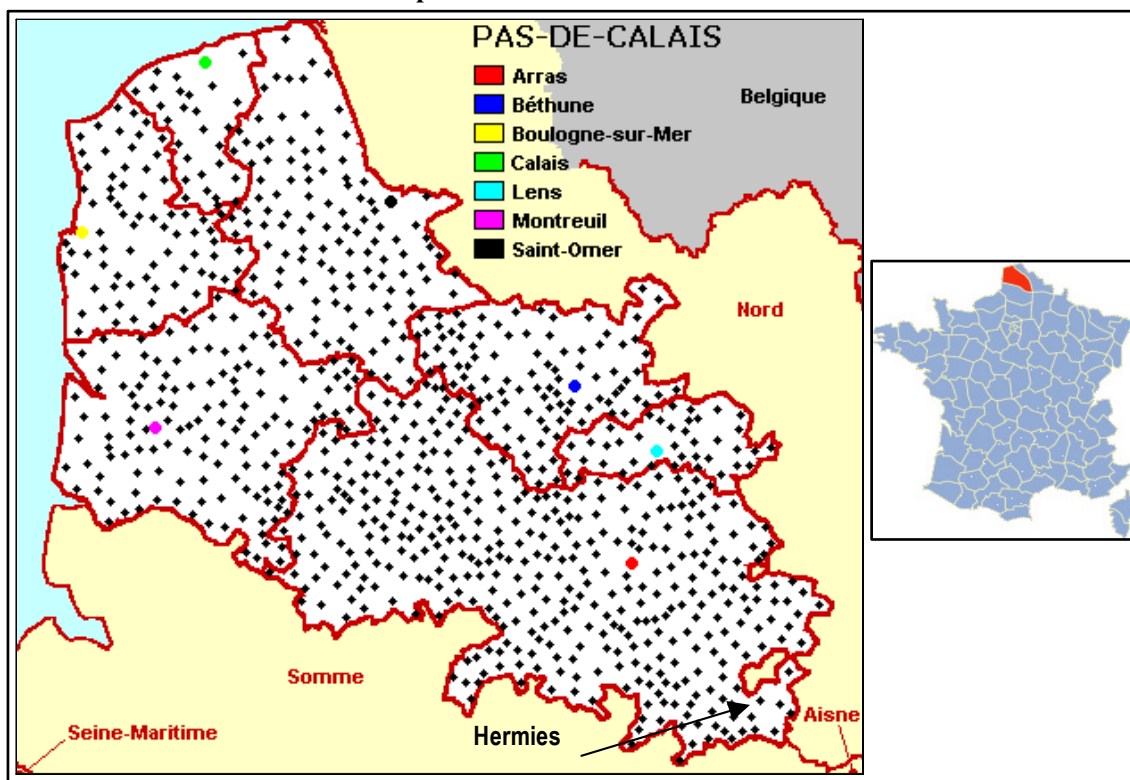 PAS-DE-CALAIS
Arras
Béthune
Boulogne-sur-Mer
Calais
Lens
Montreuil
Saint-Omer
Belgique
Nord
Somme
Hermies
Aisne
Seine-Maritime